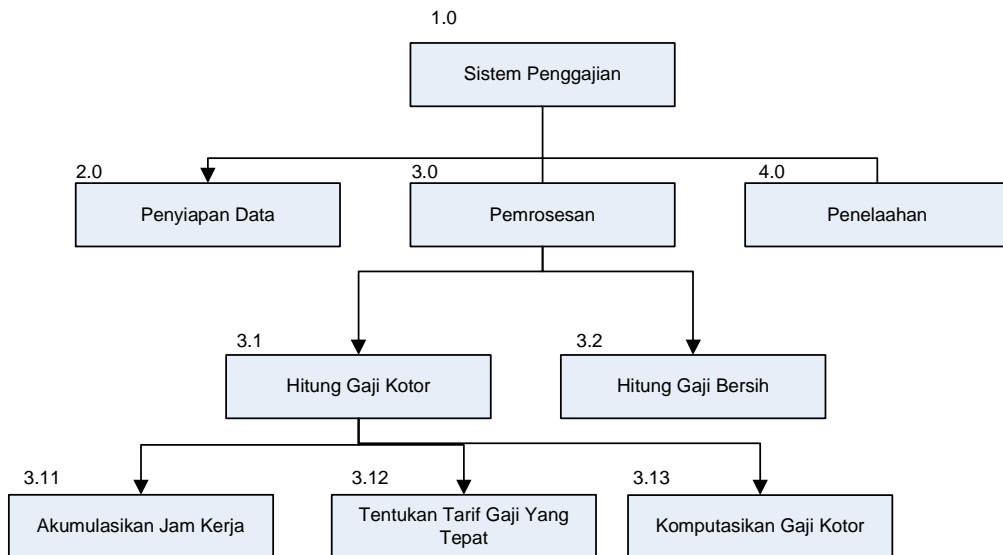 1.0
Sistem Penggajian
2.0
3.0
4.0
Penyiapan Data
Pemrosesan
Penelaahan
3.1
3.2
Hitung Gaji Kotor
Hitung Gaji Bersih
3.11
3.12
3.13
Akumulasikan Jam Kerja
Tentukan Tarif Gaji Yang
Tepat
Komputasikan Gaji Kotor